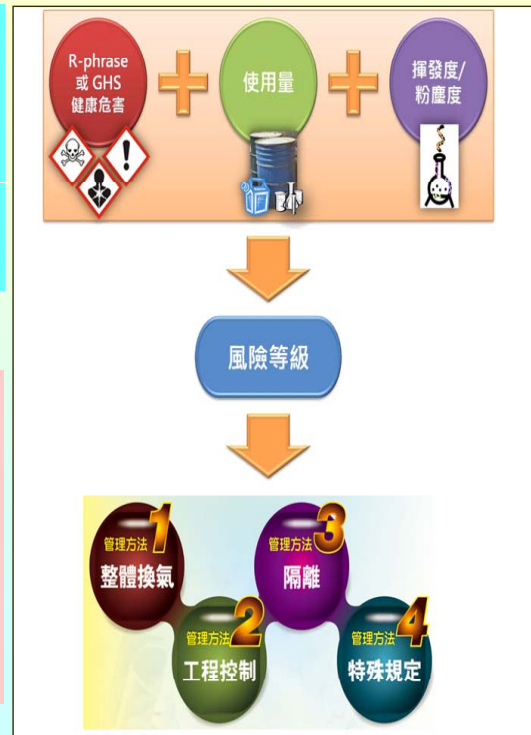 R-phrase
或 GHS
健康危害
使用量
揮發度/
粉塵度
風險等級
管理方法1
整體換氣
管理方法2
工程控制
管理方法3
隔離
管理方法4
特殊規定